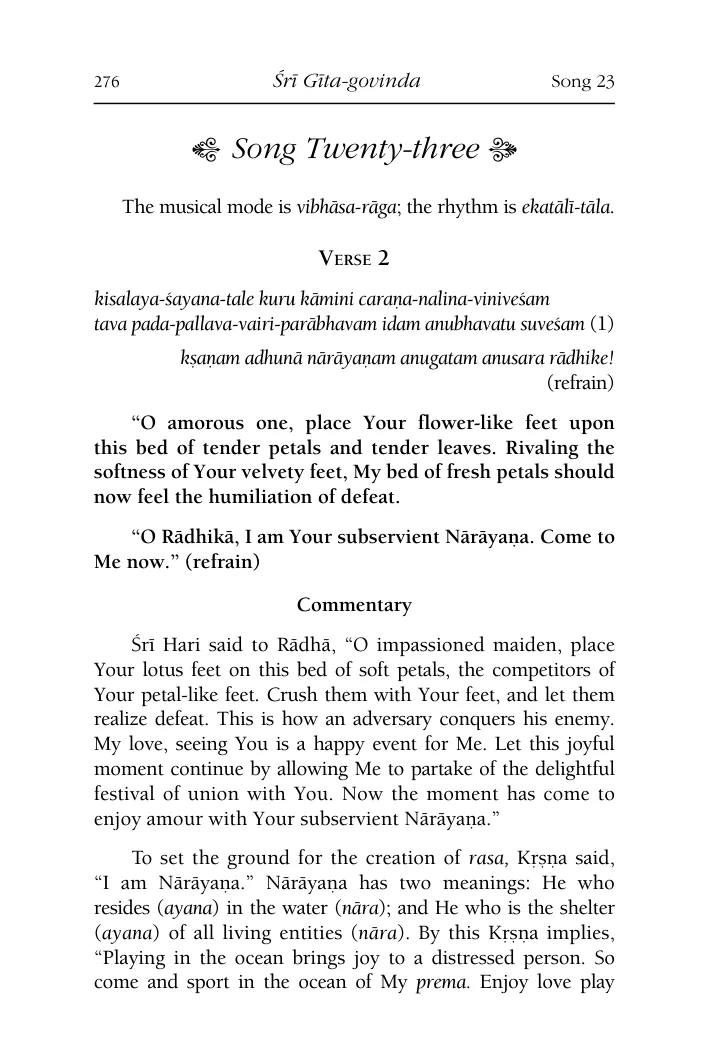 276 Śrī Gīta-govinda Song 23
Song Twenty-three
The musical mode is vibhāsa-rāga; the rhythm is ekatālī-tāla.
Verse 2
kisalaya-śayana-tale kuru kāmini caraṇa-nalina-viniveśam
tava pada-pallava-vairi-parābhavam idam anubhavatu suveśam (1)
kṣaṇam adhunā nārāyaṇam anugatam anusara rādhike!
(refrain)
“O amorous one, place Your flower-like feet upon
this bed of tender petals and tender leaves. Rivaling the
softness of Your velvety feet, My bed of fresh petals should
now feel the humiliation of defeat.
“O Rādhikā, I am Your subservient Nārāyaṇa. Come to
Me now.” (refrain)
Commentary
Śrī Hari said to Rādhā, “O impassioned maiden, place
Your lotus feet on this bed of soft petals, the competitors of
Your petal-like feet. Crush them with Your feet, and let them
realize defeat. This is how an adversary conquers his enemy.
My love, seeing You is a happy event for Me. Let this joyful
moment continue by allowing Me to partake of the delightful
festival of union with You. Now the moment has come to
enjoy amour with Your subservient Nārāyaṇa.”
To set the ground for the creation of rasa, Kṛṣṇa said,
“I am Nārāyaṇa.” Nārāyaṇa has two meanings: He who
resides (ayana) in the water (nāra); and He who is the shelter
(ayana) of all living entities (nāra). By this Kṛṣṇa implies,
“Playing in the ocean brings joy to a distressed person. So
come and sport in the ocean of My prema. Enjoy love play